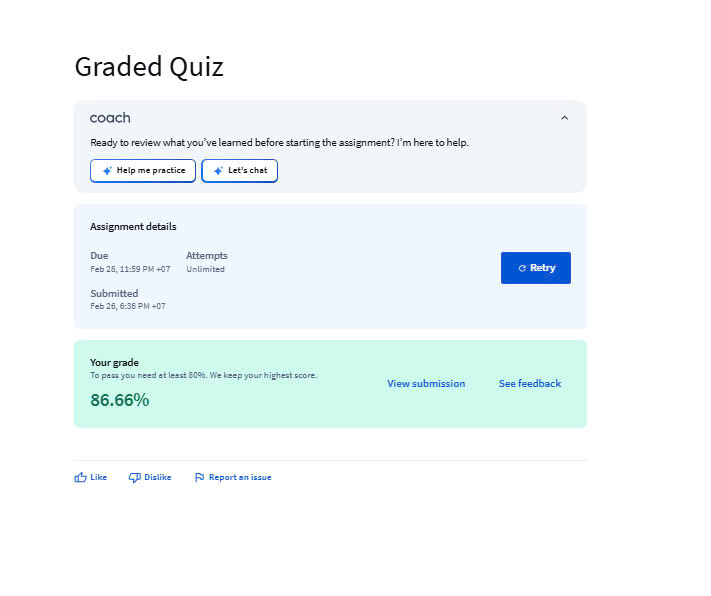 Graded Quiz
coach
Ready to review what you've learned before starting the assignment? I'm here to help.
Help me practice
Let's chat
Assignment details
Due
Attempts
Feb 28, 11:59 PM +07
Unlimited
Retry
Submitted
Feb 26, 6:36 PM +07
Your grade
To pass you need at least 80%. We keep your highest score.
View submission
See feedback
86.66%
Like
Dislike
Report an issue